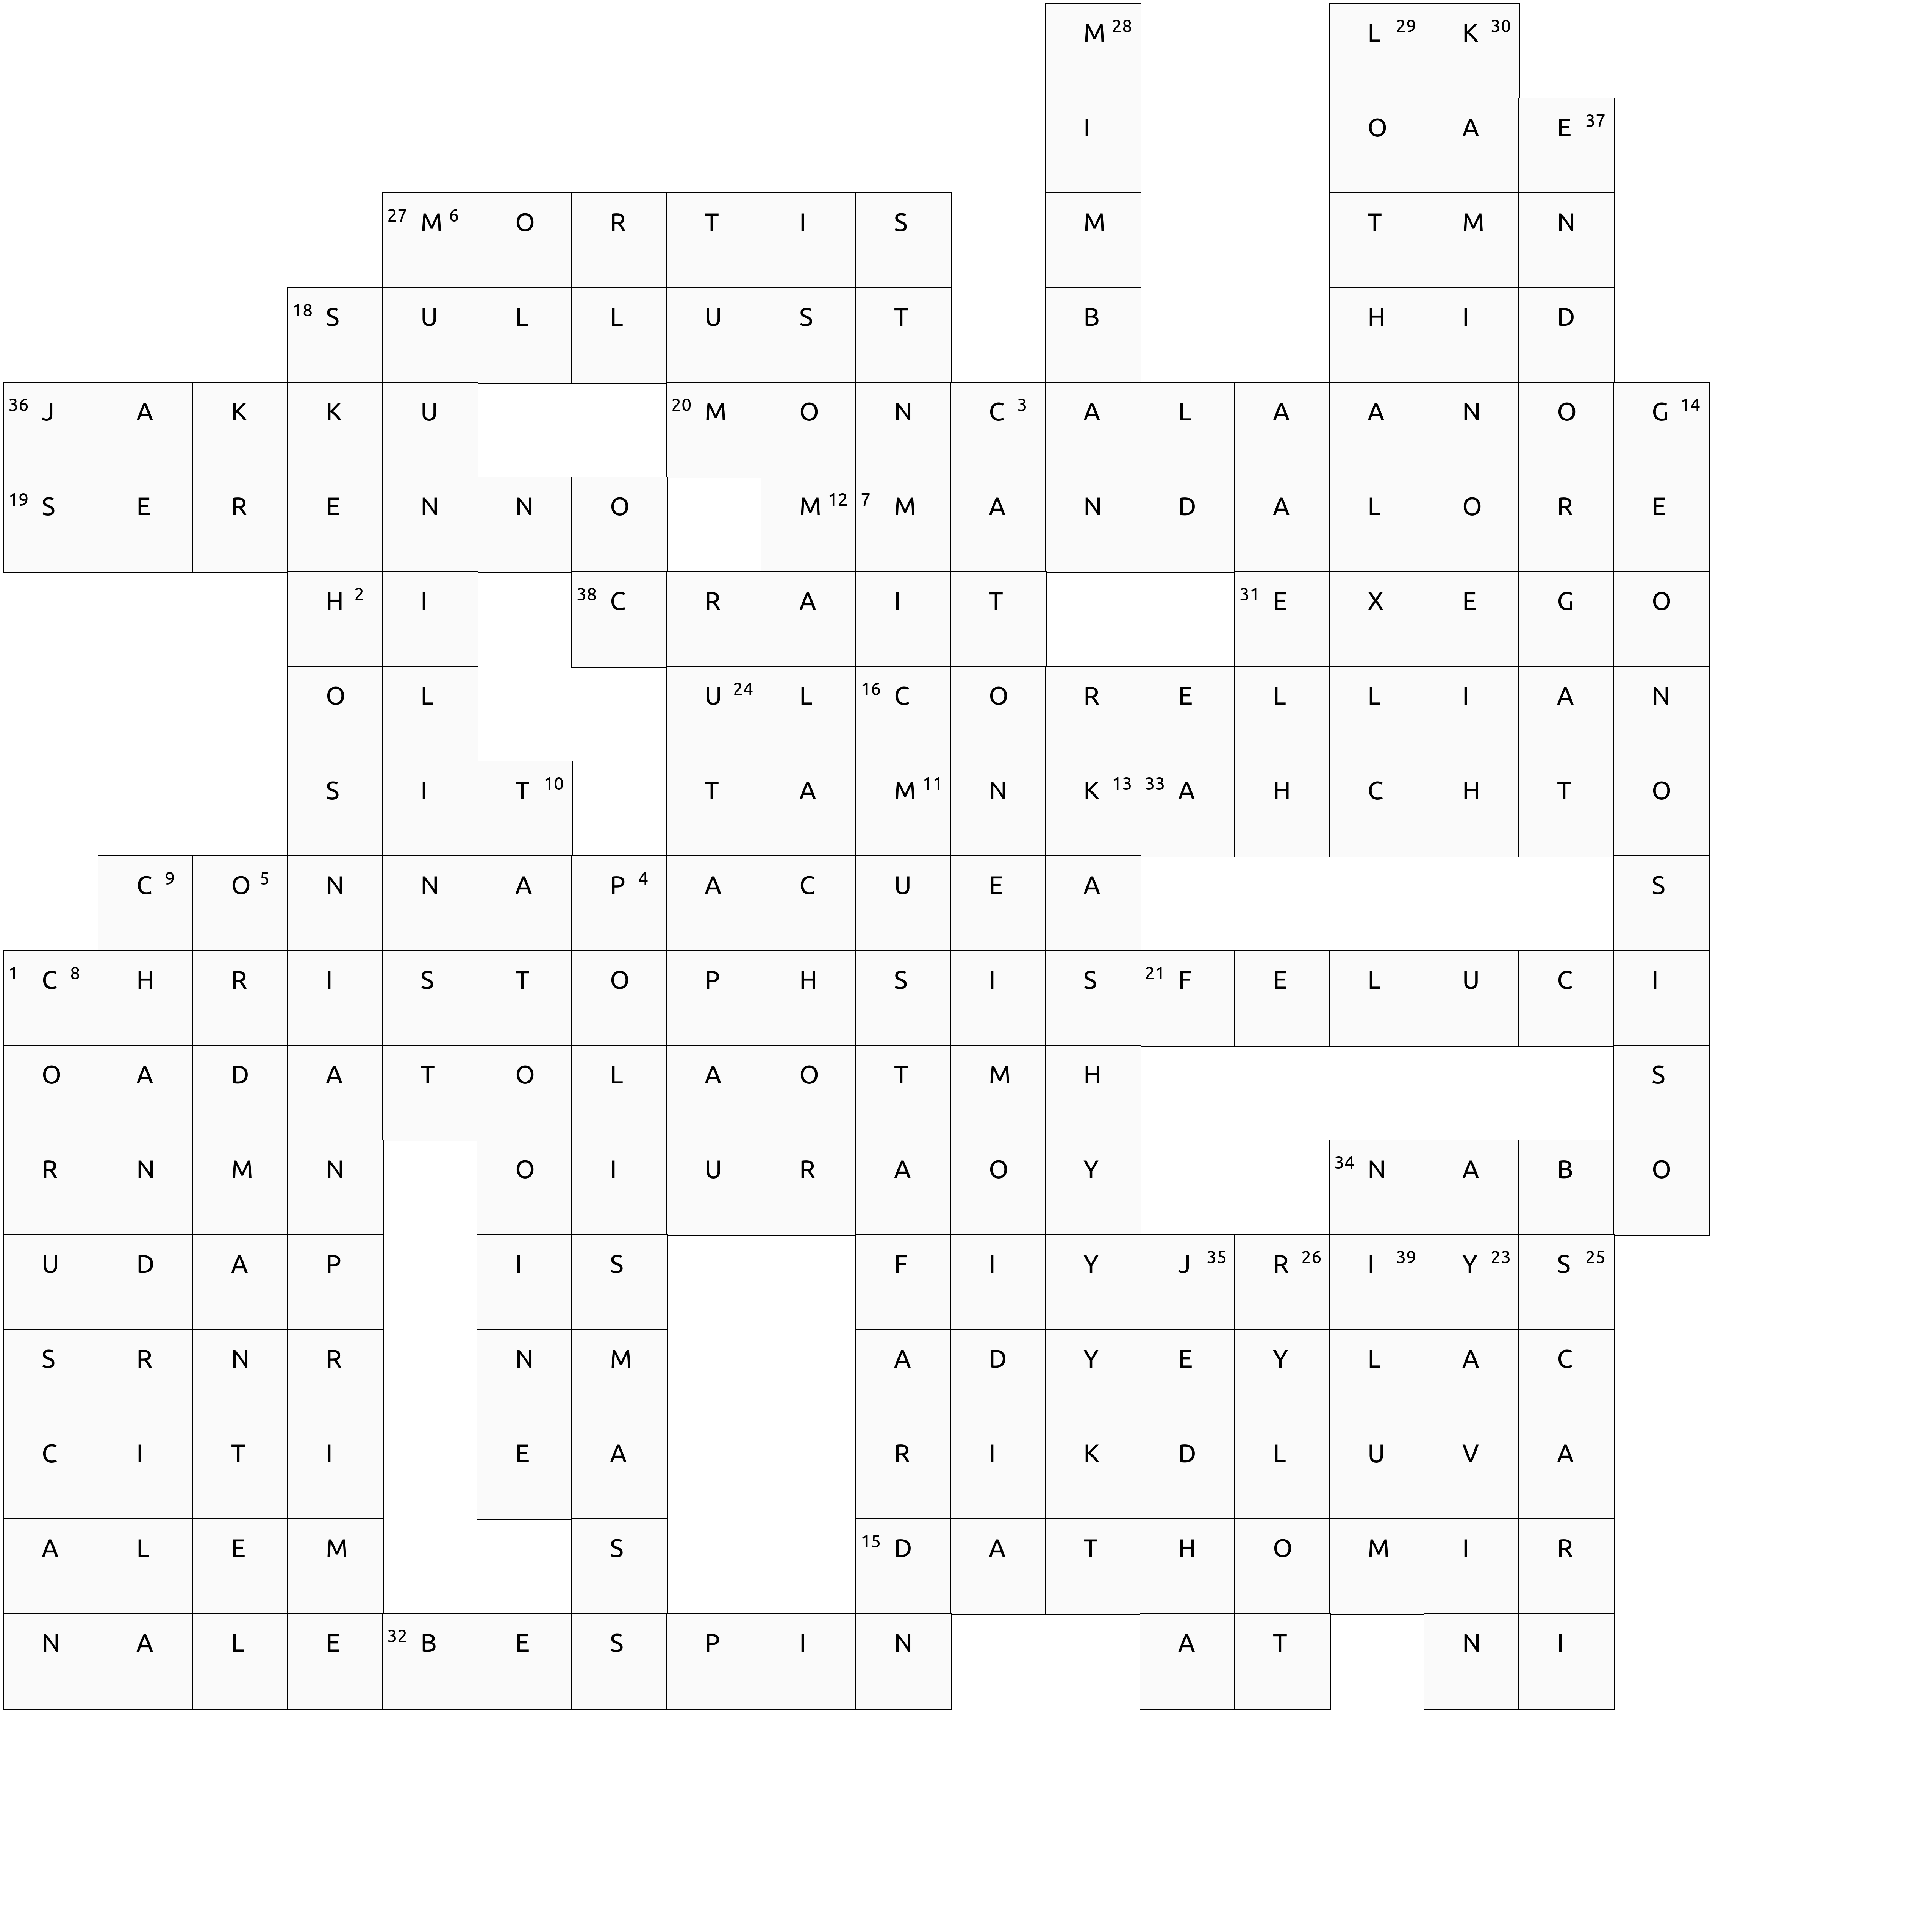 M 28 L 29 K 30
I O A E 37
27 M 6 O R T I S M T M N
18 S U L L U S T B H I D
36 J A K K U 20 M O N C 3 A L A A N O G 14
19 S E R E N N O M 12 7 M A N D A L O R E
H 2 I 38 C R A I T 31 E X E G O
O L U 24 L 16 C O R E L L I A N
S I T 10 T A M 11 N K 13 33 A H C H T O
C 9 O 5 N N A P 4 A C U E A S
1 C 8 H R I S T O P H S I S 21 F E L U C I
O A D A T O L A O T M H S
R N M N O I U R A O Y 34 N A B O
U D A P I S F I Y J 35 R 26 I 39 Y 23 S 25
S R N R N M A D Y E Y L A C
C I T I E A R I K D L U V A
A L E M S 15 D A T H O M I R
N A L E 32 B E S P I N A T N I